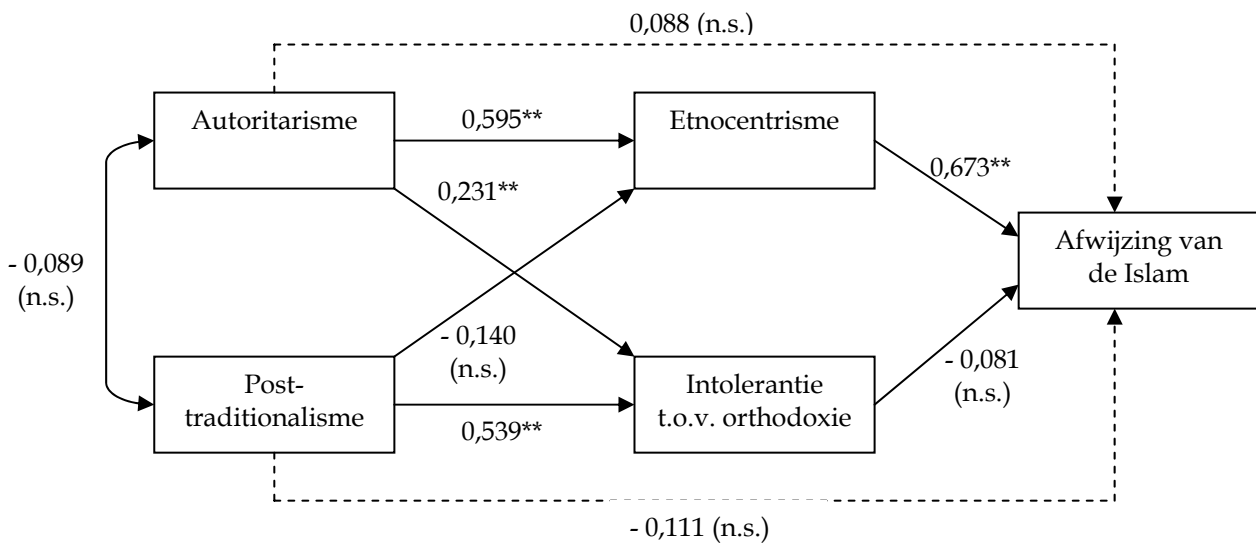 0,088 (n.s.)
Autoritarisme
0,595**
Etnocentrisme
0,231**
0,673**
Afwijzing van
de Islam
- 0,089
(n.s.)
- 0,140
(n.s.)
- 0,081
(n.s.)
Post-
traditionalisme
0,539**
Intolerantie
t.o.v. orthodoxie
- 0,111 (n.s.)